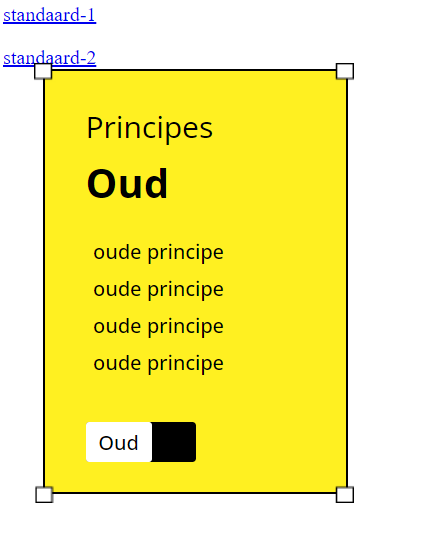 standaard-1
standaard-2
Principes
Oud
oude principe
oude principe
oude principe
oude principe
Oud